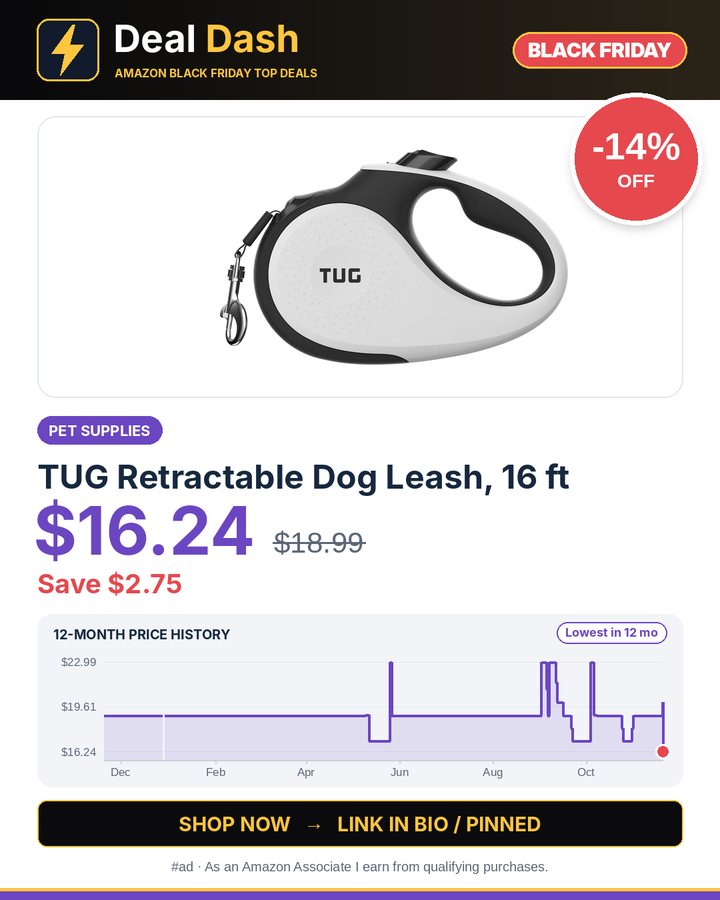 Deal Dash
AMAZON BLACK FRIDAY TOP DEALS
BLACK FRIDAY
-14%
OFF
TUG
PET SUPPLIES
TUG Retractable Dog Leash, 16 ft
$16.24 $18.99
Save $2.75
12-MONTH PRICE HISTORY
Lowest in 12 mo
$22.99
$19.61
$16.24
Dec Feb Apr Jun Aug Oct
SHOP NOW → LINK IN BIO / PINNED
#ad · As an Amazon Associate I earn from qualifying purchases.